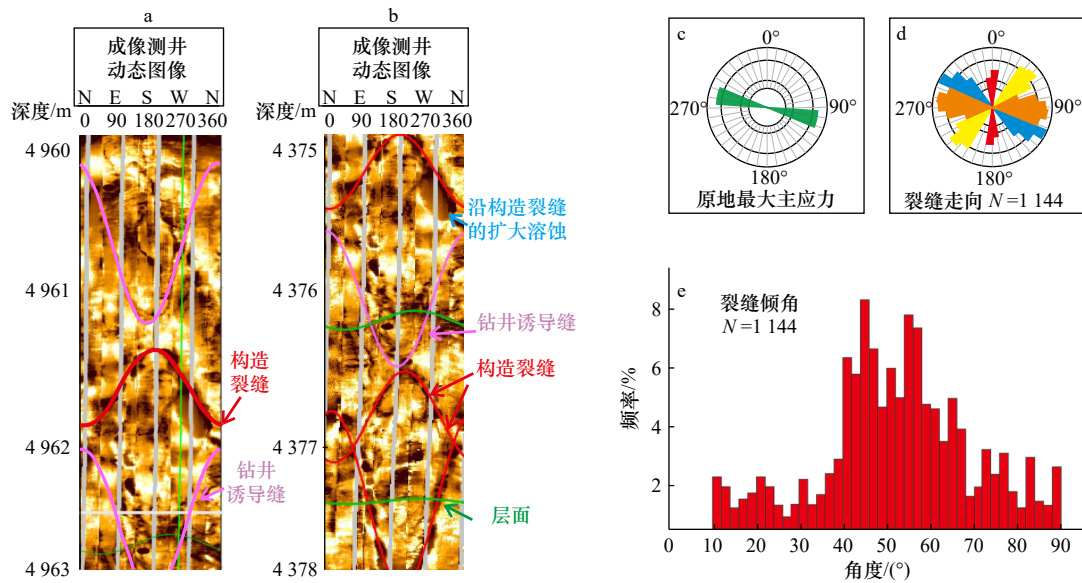 a
成像测井
动态图像
N E S W N
深度/m
0 90 180 270 360
4 960
4 961
4 962
4 963
构造
裂缝
钻井
诱导缝
b
成像测井
动态图像
N E S W N
深度/m
0 90 180 270 360
4 375
4 376
4 377
4 378
沿构造裂缝
的扩大溶蚀
钻井诱导缝
构造裂缝
层面
c
0°
270°
90°
180°
原地最大主应力
d
0°
270°
90°
180°
裂缝走向 N=1 144
e
裂缝倾角
N=1 144
频率/%
8
6
4
2
0 10 20 30 40 50 60 70 80 90
角度/(°)